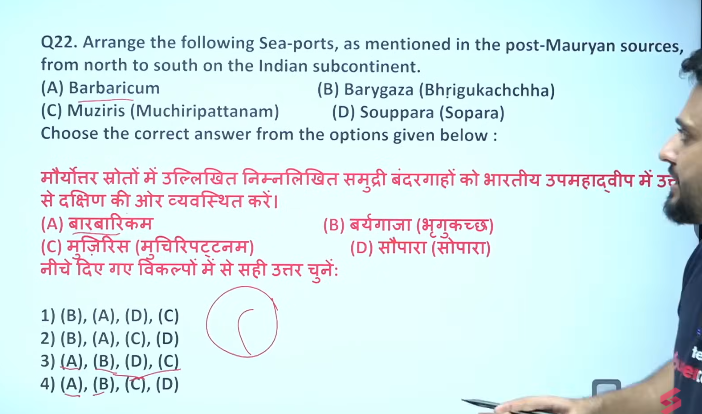 Q22. Arrange the following Sea-ports, as mentioned in the post-Mauryan sources,
from north to south on the Indian subcontinent.
(A) Barbaricum (B) Barygaza (Bhrigukachchha)
(C) Muziris (Muchiripattanam) (D) Souppara (Sopara)
Choose the correct answer from the options given below :
मौर्योत्तर स्रोतों में उल्लिखित निम्नलिखित समुद्री बंदरगाहों को भारतीय उपमहाद्वीप में
से दक्षिण की ओर व्यवस्थित करें।
(A) बारबारिकम (B) बर्यगाजा (भृगुकच्छ)
(C) मुज़िरिस (मुचिरिपट्टनम) (D) सौपारा (सोपारा)
नीचे दिए गए विकल्पों में से सही उत्तर चुनें:
1) (B), (A), (D), (C)
2) (B), (A), (C), (D)
3) (A), (B), (D), (C)
4) (A), (B), (C), (D)